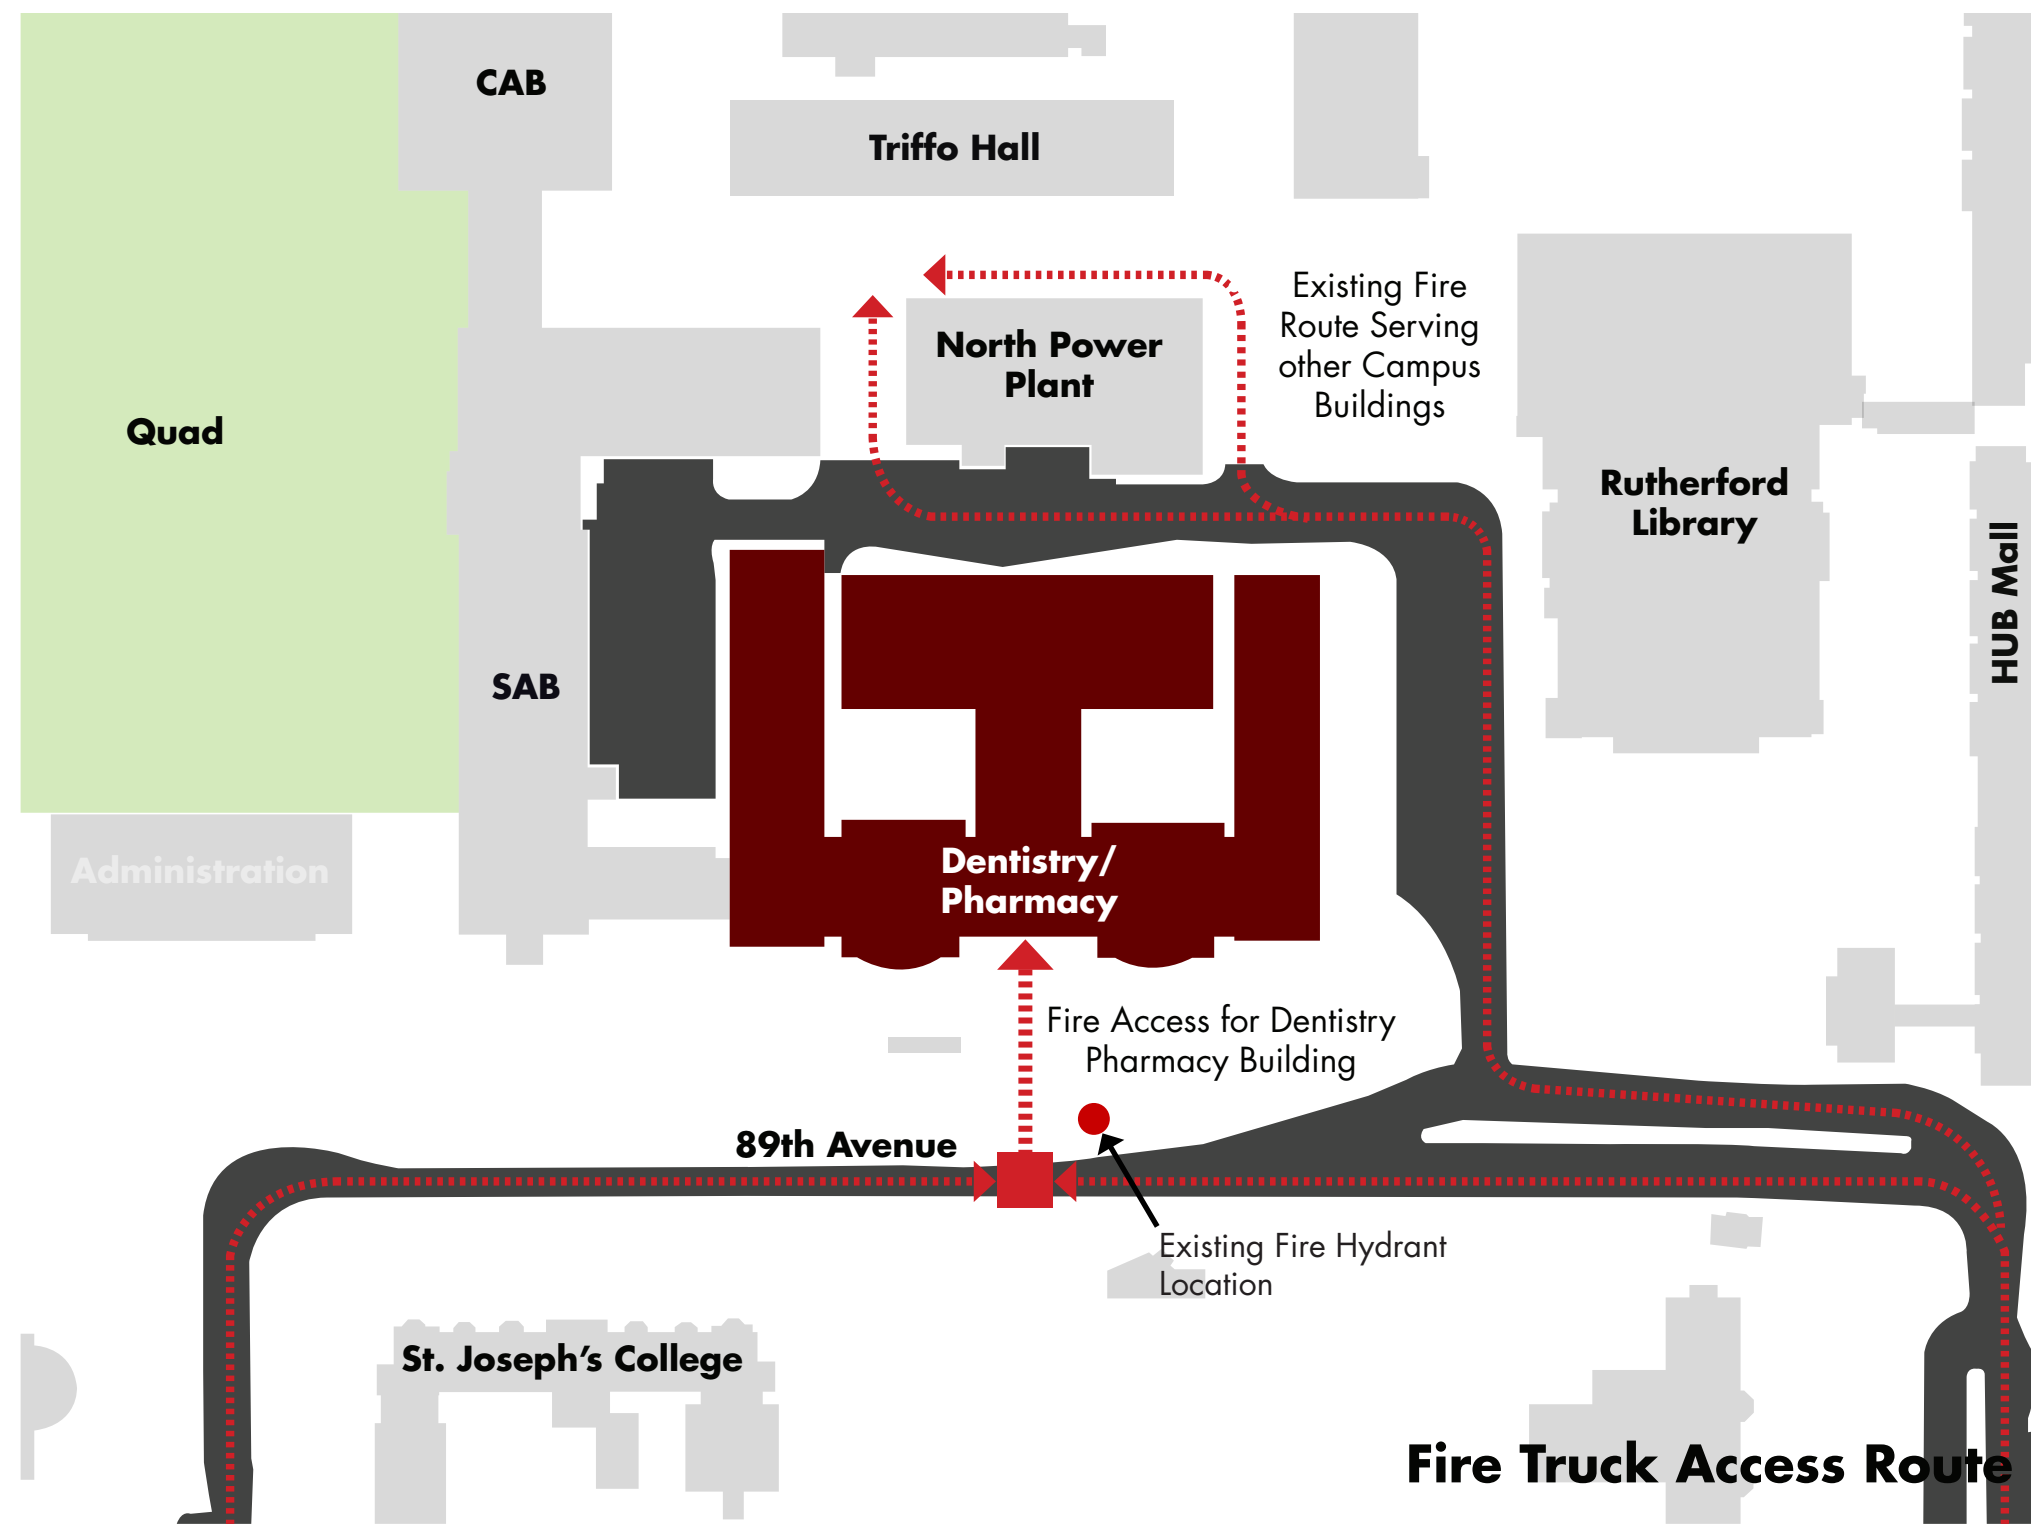 CAB
Triffo Hall
Existing Fire
Route Serving
other Campus
Buildings
North Power
Plant
Quad
Rutherford
Library
HUB Mall
SAB
Administration
Dentistry/
Pharmacy
Fire Access for Dentistry
Pharmacy Building
89th Avenue
Existing Fire Hydrant
Location
St. Joseph’s College
Fire Truck Access Route